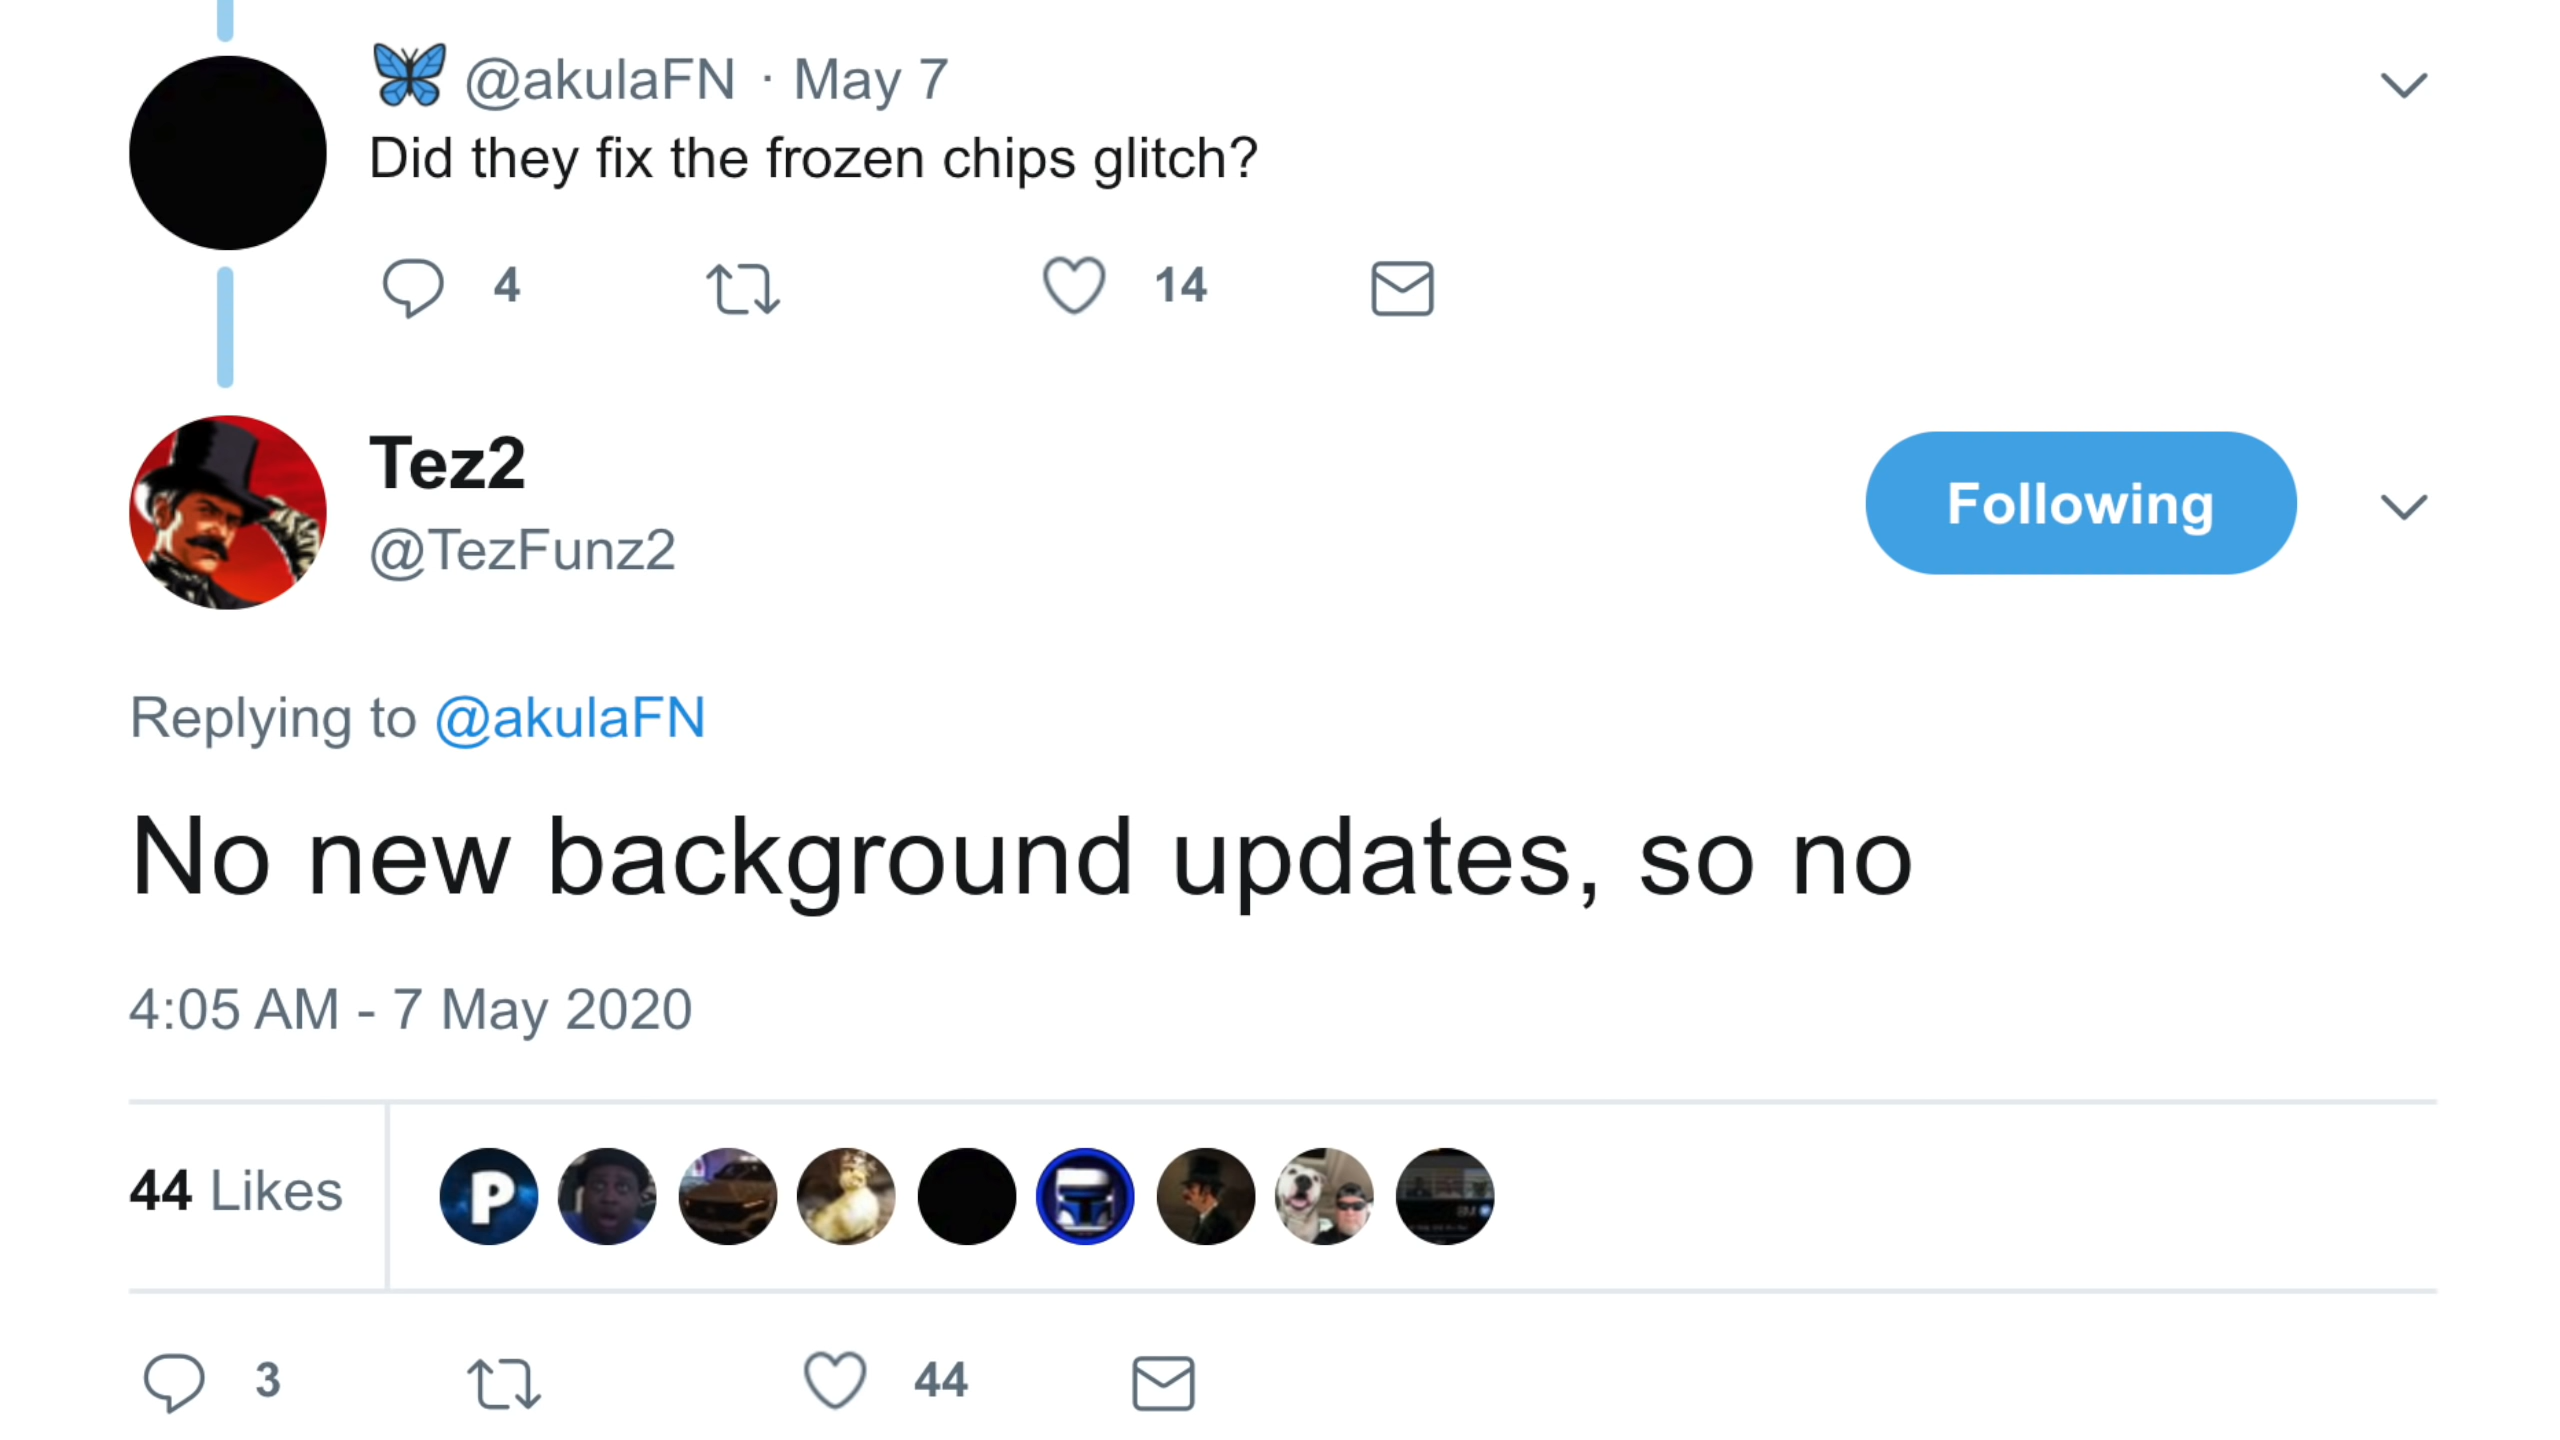 🦋 @akulaFN · May 7
Did they fix the frozen chips glitch?
4 14
Tez2
Following
@TezFunz2
Replying to @akulaFN
No new background updates, so no
4:05 AM - 7 May 2020
44 Likes
P
3 44